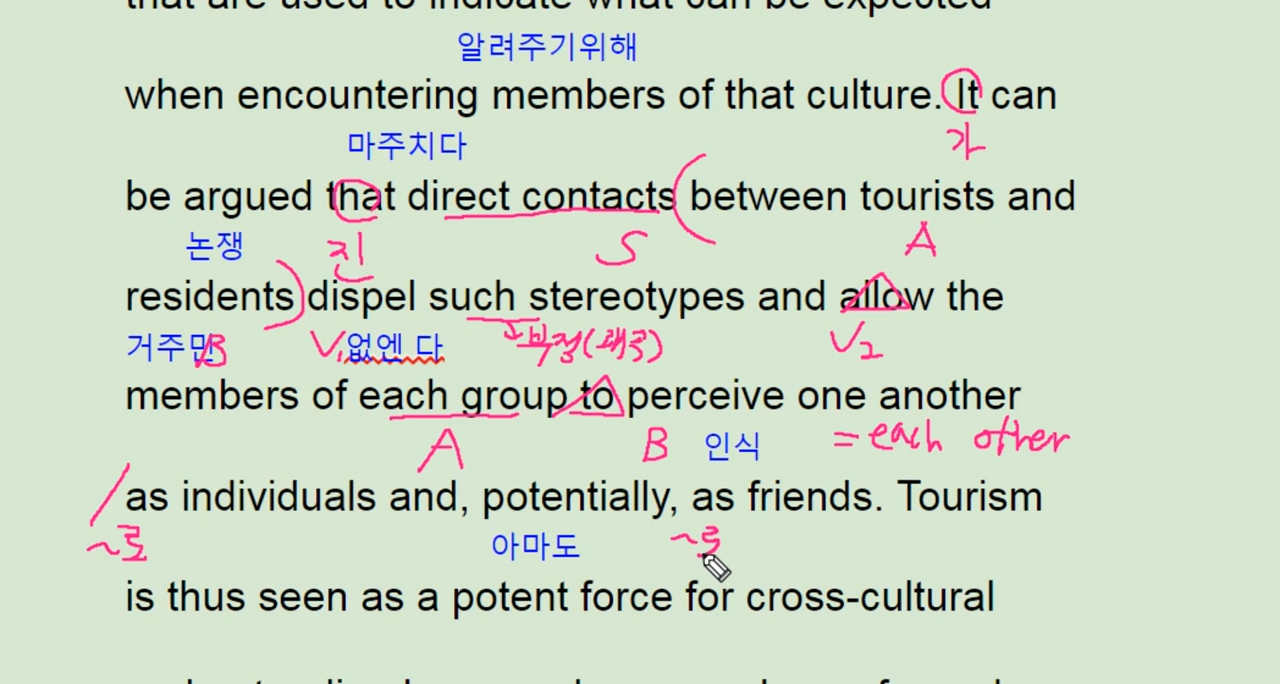 that are used to indicate what can be expected
알려주기위해
when encountering members of that culture. It can
마주치다 가
be argued that direct contacts (between tourists and
논쟁 진 S A
residents) dispel such stereotypes and allow the
거주민 B V₁ 없엔 다 V₂
members of each group to perceive one another
A B 인식 = each other
/as individuals and, potentially, as friends. Tourism
~로 아마도 ~로
is thus seen as a potent force for cross-cultural